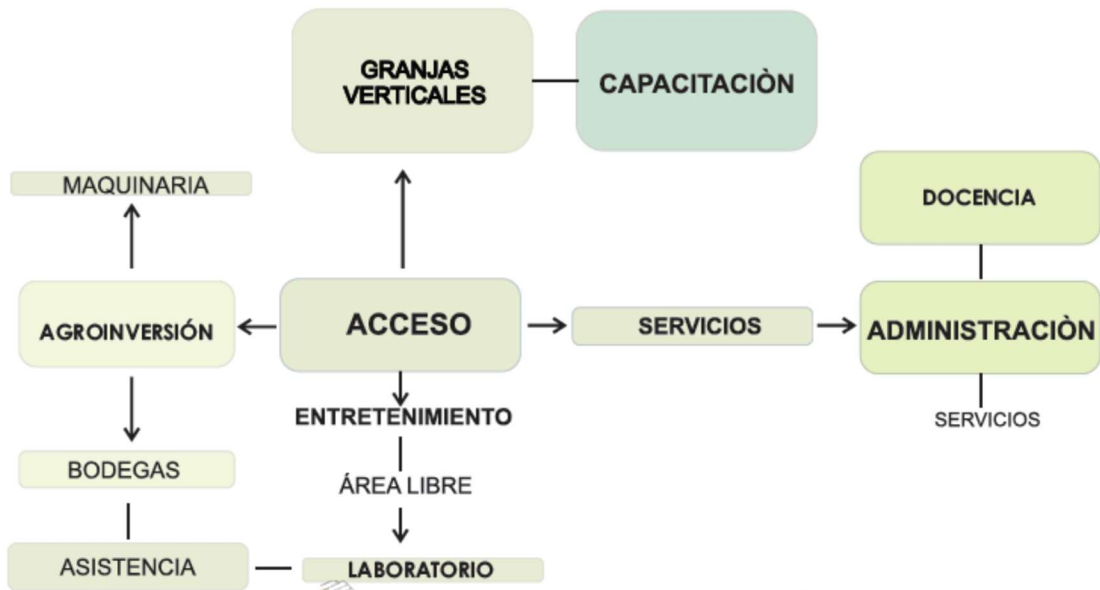 GRANJAS
VERTICALES
CAPACITACIÒN
MAQUINARIA
DOCENCIA
AGROINVERSIÓN
ACCESO
SERVICIOS
ADMINISTRACIÒN
ENTRETENIMIENTO
SERVICIOS
BODEGAS
ÁREA LIBRE
ASISTENCIA
LABORATORIO